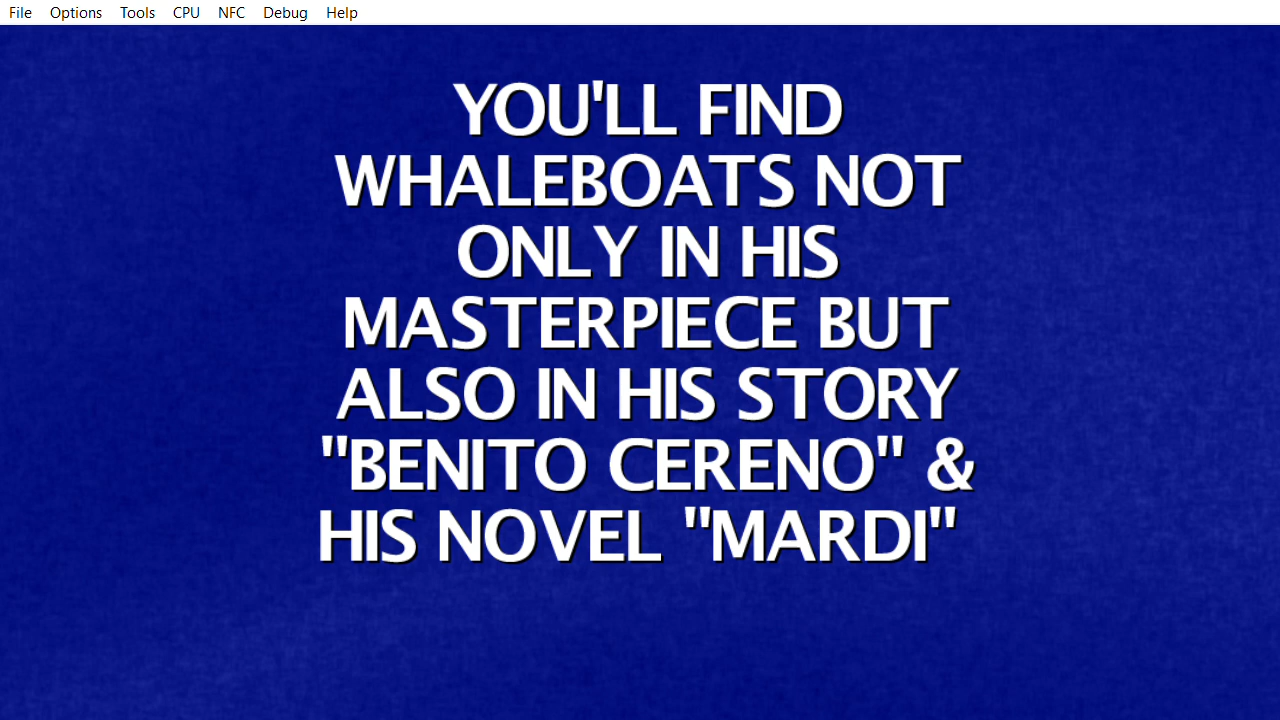 File Options Tools CPU NFC Debug Help
YOU'LL FIND
WHALEBOATS NOT
ONLY IN HIS
MASTERPIECE BUT
ALSO IN HIS STORY
"BENITO CERENO" &
HIS NOVEL "MARDI"